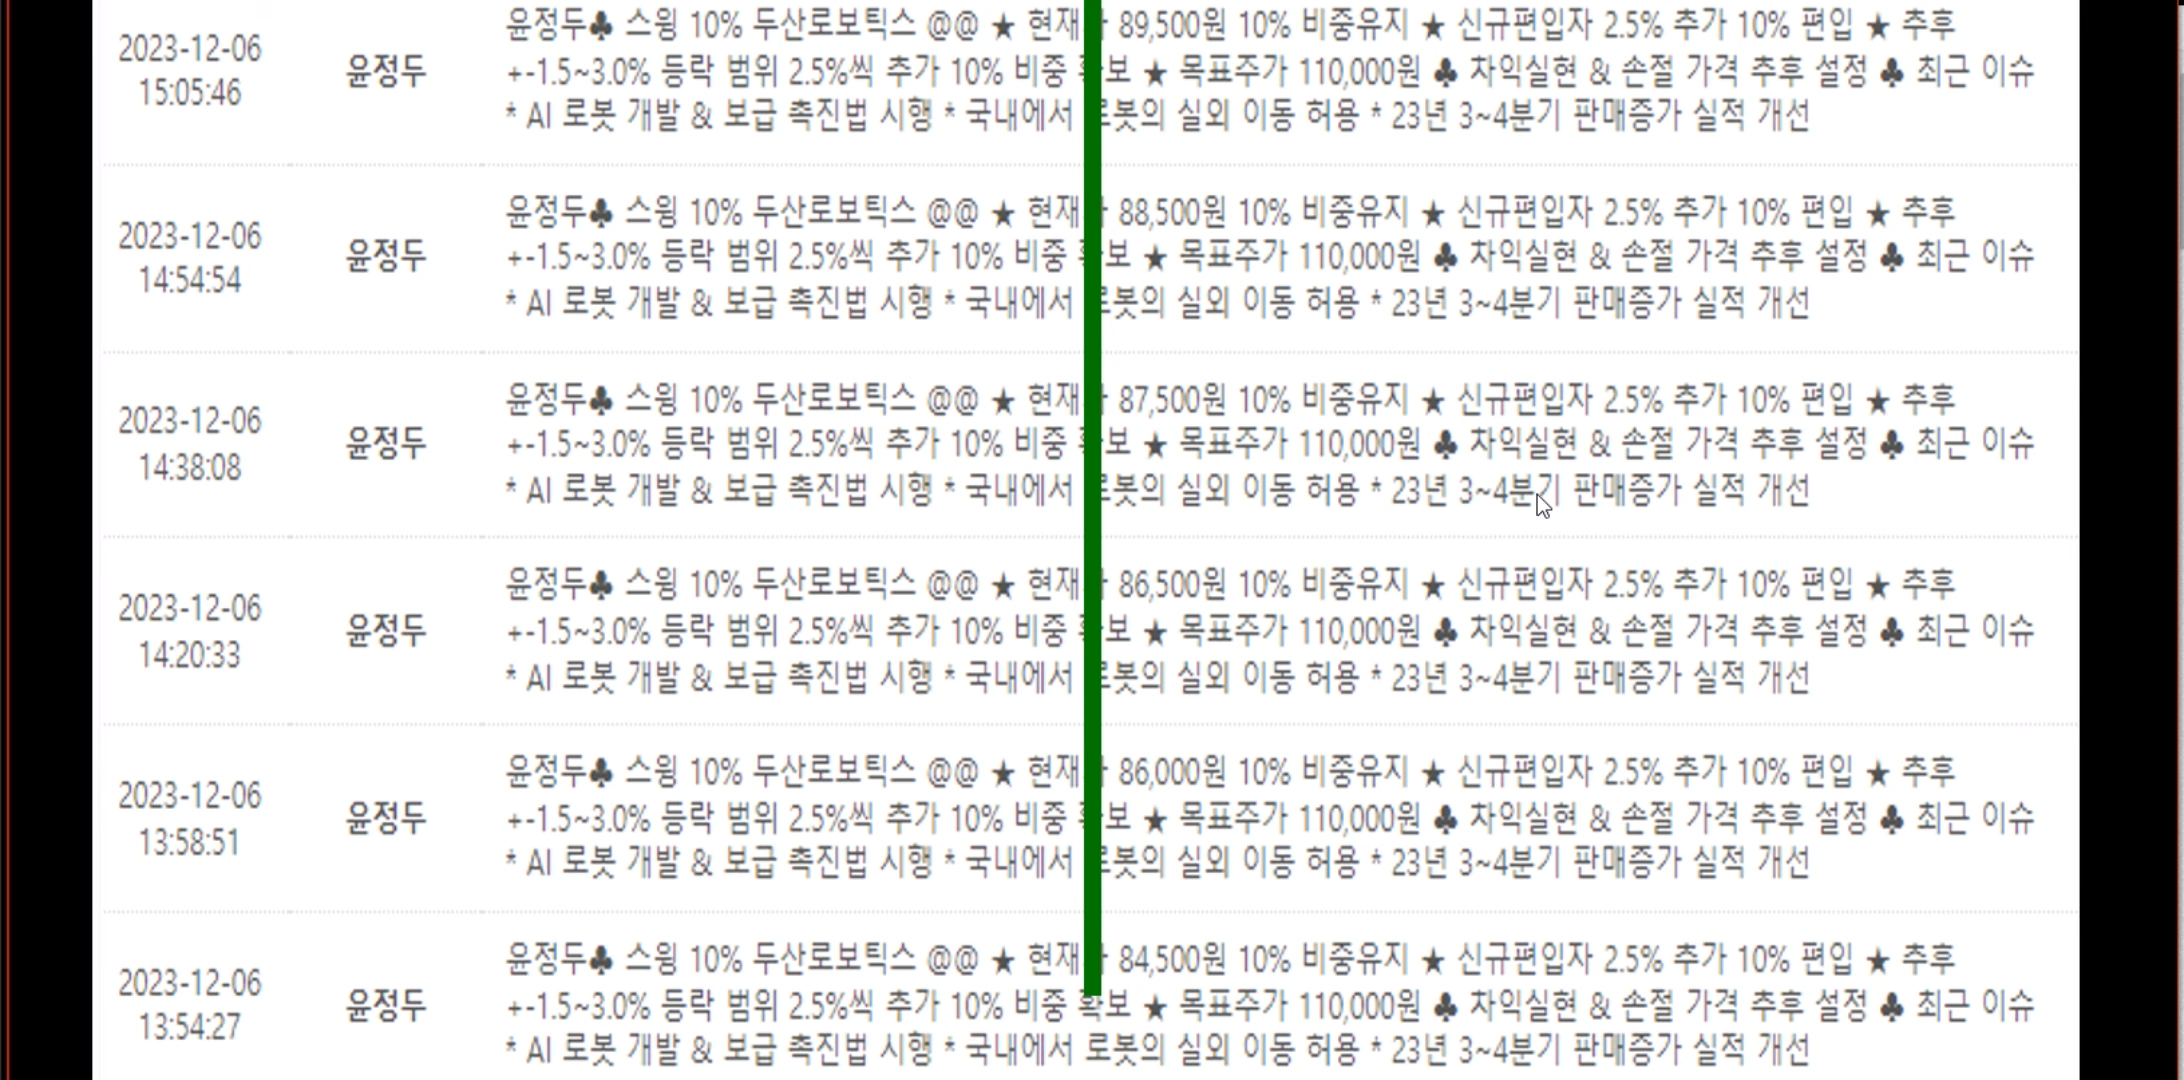 2023-12-06
15:05:46
윤정두
윤정두♣ 스윙 10% 두산로보틱스 @@ ★ 현재 89,500원 10% 비중유지 ★ 신규편입자 2.5% 추가 10% 편입 ★ 추후
+-1.5~3.0% 등락 범위 2.5%씩 추가 10% 비중 ★ 목표주가 110,000원 ♣ 차익실현 & 손절 가격 추후 설정 ♣ 최근 이슈
* AI 로봇 개발 & 보급 촉진법 시행 * 국내에서 로봇의 실외 이동 허용 * 23년 3~4분기 판매증가 실적 개선
2023-12-06
14:54:54
윤정두
윤정두♣ 스윙 10% 두산로보틱스 @@ ★ 현재 88,500원 10% 비중유지 ★ 신규편입자 2.5% 추가 10% 편입 ★ 추후
+-1.5~3.0% 등락 범위 2.5%씩 추가 10% 비중 ★ 목표주가 110,000원 ♣ 차익실현 & 손절 가격 추후 설정 ♣ 최근 이슈
* AI 로봇 개발 & 보급 촉진법 시행 * 국내에서 로봇의 실외 이동 허용 * 23년 3~4분기 판매증가 실적 개선
2023-12-06
14:38:08
윤정두
윤정두♣ 스윙 10% 두산로보틱스 @@ ★ 현재 87,500원 10% 비중유지 ★ 신규편입자 2.5% 추가 10% 편입 ★ 추후
+-1.5~3.0% 등락 범위 2.5%씩 추가 10% 비중 ★ 목표주가 110,000원 ♣ 차익실현 & 손절 가격 추후 설정 ♣ 최근 이슈
* AI 로봇 개발 & 보급 촉진법 시행 * 국내에서 로봇의 실외 이동 허용 * 23년 3~4분기 판매증가 실적 개선
2023-12-06
14:20:33
윤정두
윤정두♣ 스윙 10% 두산로보틱스 @@ ★ 현재 86,500원 10% 비중유지 ★ 신규편입자 2.5% 추가 10% 편입 ★ 추후
+-1.5~3.0% 등락 범위 2.5%씩 추가 10% 비중 ★ 목표주가 110,000원 ♣ 차익실현 & 손절 가격 추후 설정 ♣ 최근 이슈
* AI 로봇 개발 & 보급 촉진법 시행 * 국내에서 로봇의 실외 이동 허용 * 23년 3~4분기 판매증가 실적 개선
2023-12-06
13:58:51
윤정두
윤정두♣ 스윙 10% 두산로보틱스 @@ ★ 현재 86,000원 10% 비중유지 ★ 신규편입자 2.5% 추가 10% 편입 ★ 추후
+-1.5~3.0% 등락 범위 2.5%씩 추가 10% 비중 ★ 목표주가 110,000원 ♣ 차익실현 & 손절 가격 추후 설정 ♣ 최근 이슈
* AI 로봇 개발 & 보급 촉진법 시행 * 국내에서 로봇의 실외 이동 허용 * 23년 3~4분기 판매증가 실적 개선
2023-12-06
13:54:27
윤정두
윤정두♣ 스윙 10% 두산로보틱스 @@ ★ 현재 84,500원 10% 비중유지 ★ 신규편입자 2.5% 추가 10% 편입 ★ 추후
+-1.5~3.0% 등락 범위 2.5%씩 추가 10% 비중 확보 ★ 목표주가 110,000원 ♣ 차익실현 & 손절 가격 추후 설정 ♣ 최근 이슈
* AI 로봇 개발 & 보급 촉진법 시행 * 국내에서 로봇의 실외 이동 허용 * 23년 3~4분기 판매증가 실적 개선